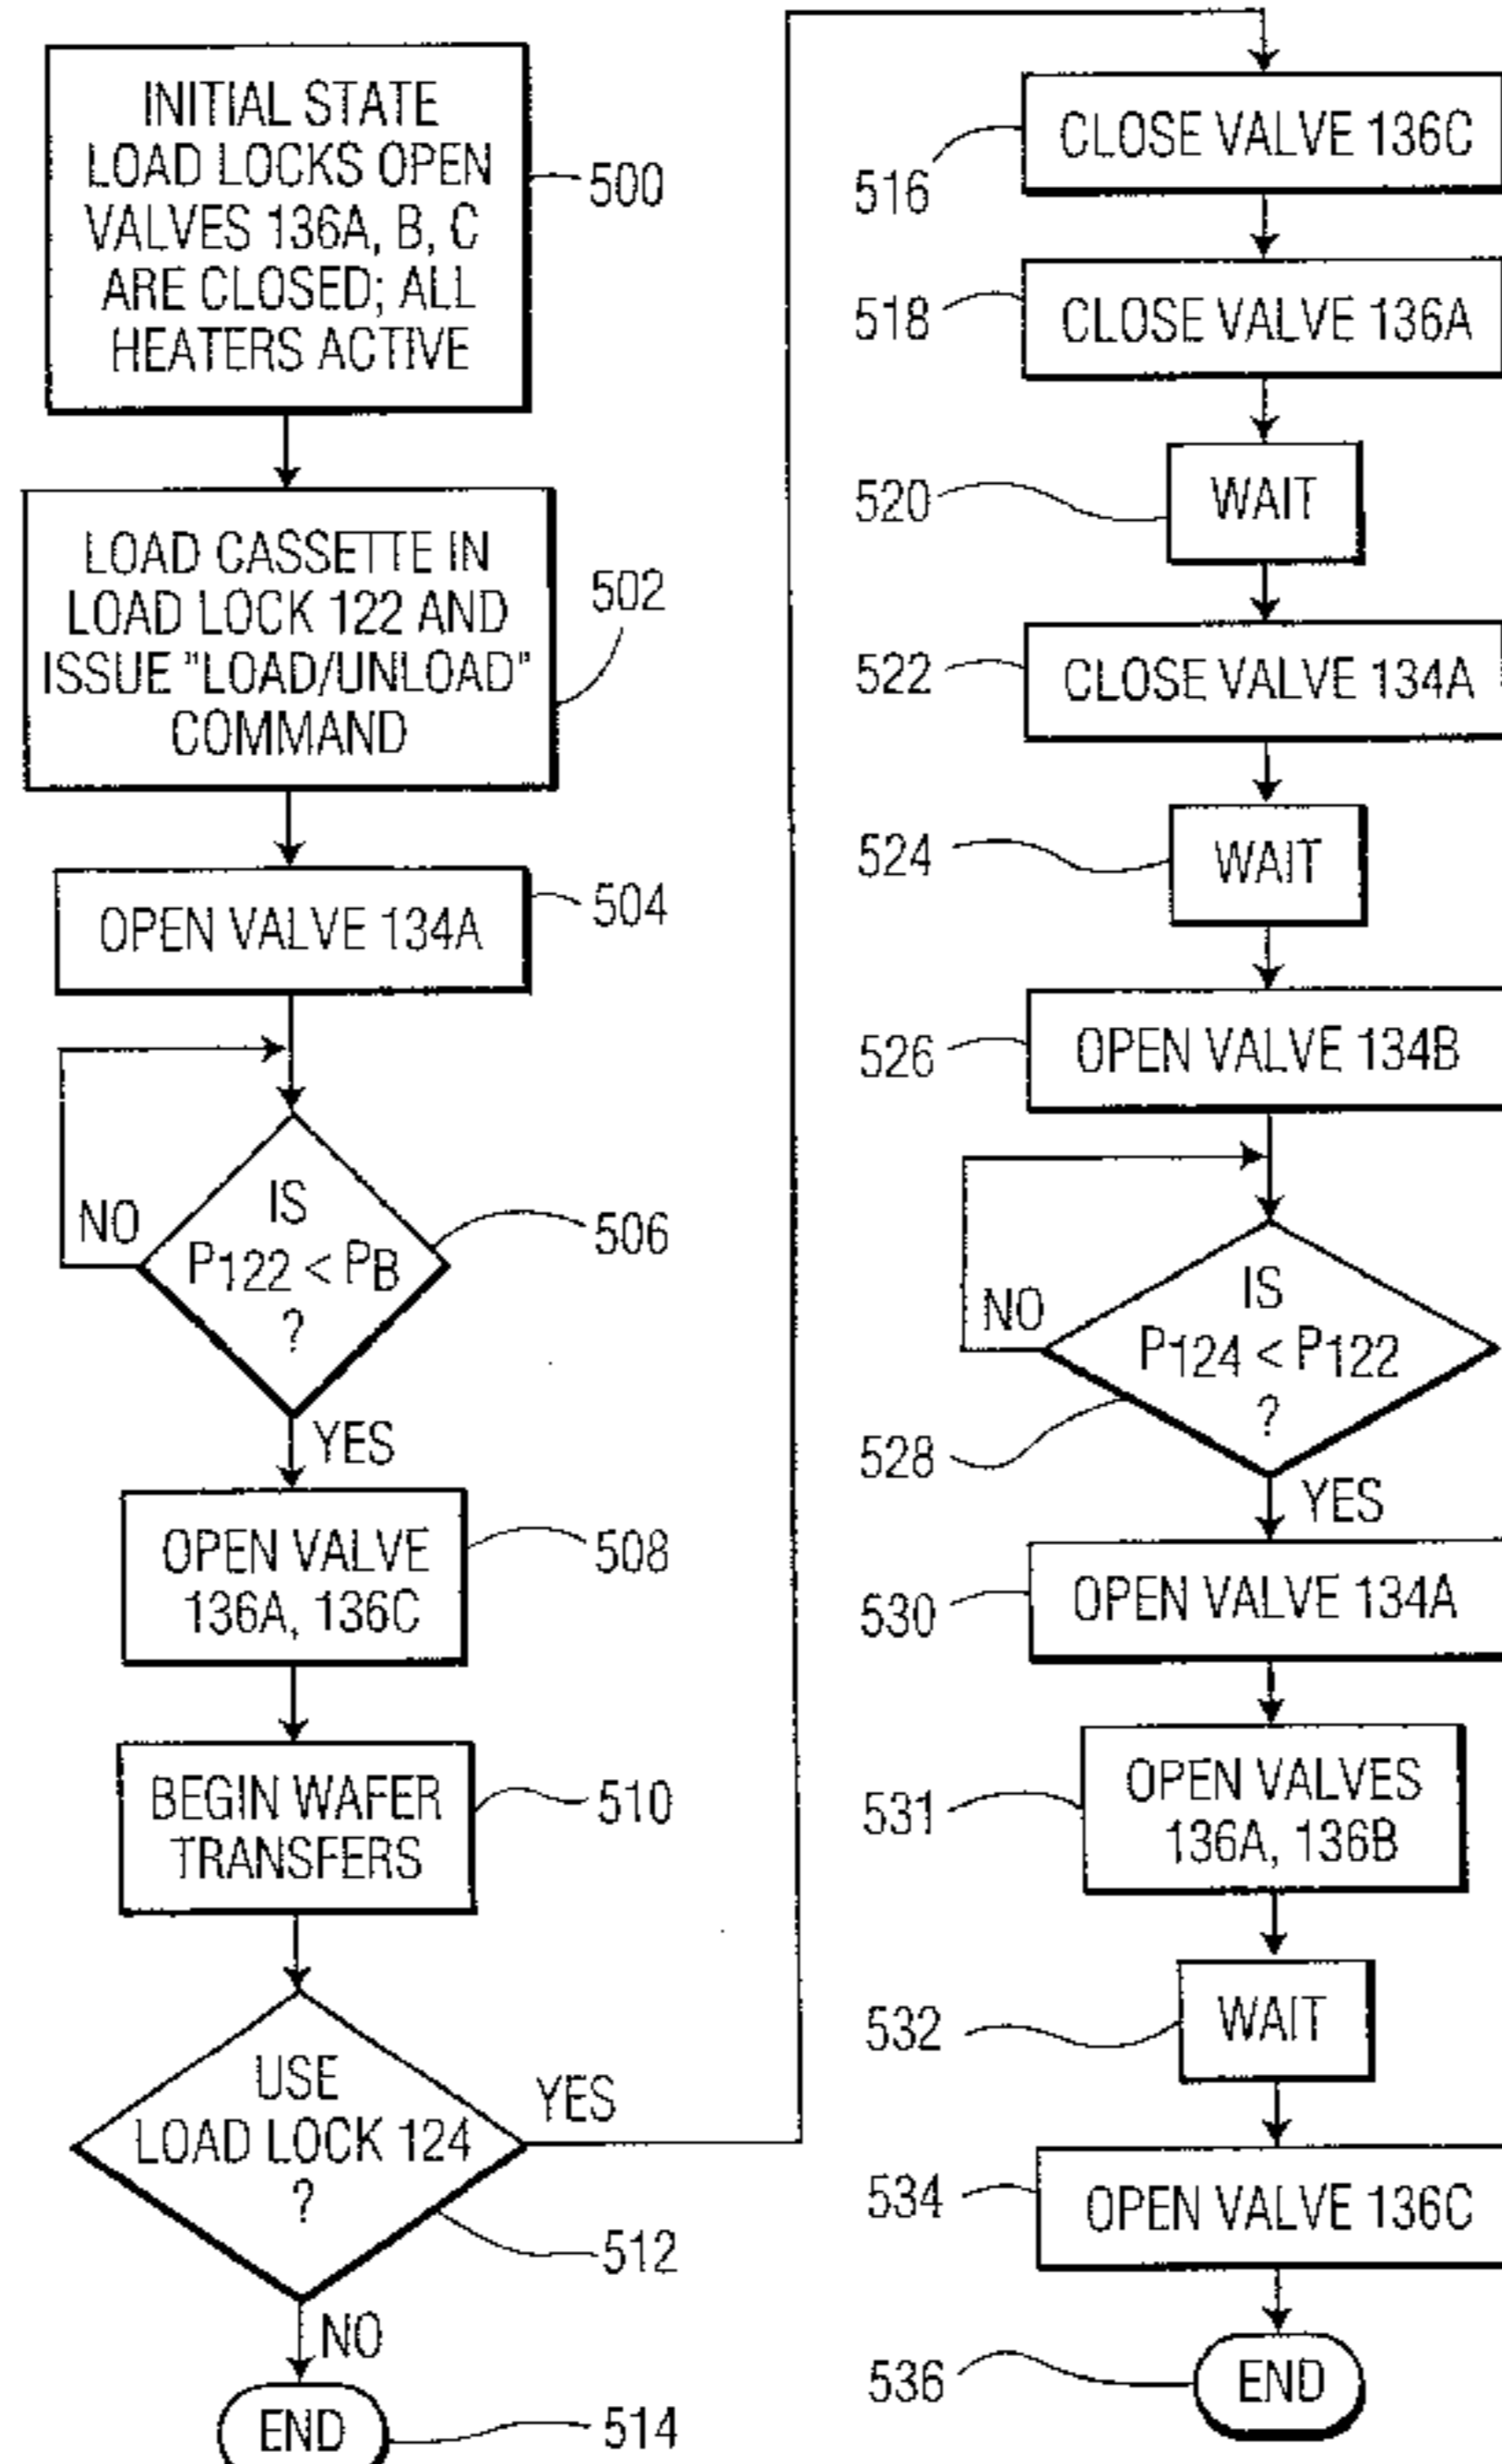 INITIAL STATE
LOAD LOCKS OPEN
VALVES 136A, B, C
ARE CLOSED; ALL
HEATERS ACTIVE
500
LOAD CASSETTE IN
LOAD LOCK 122 AND
ISSUE "LOAD/UNLOAD"
COMMAND
502
OPEN VALVE 134A
504
IS
P122 < PB
?
NO
506
YES
OPEN VALVE
136A, 136C
508
BEGIN WAFER
TRANSFERS
510
USE
LOAD LOCK 124
?
YES
512
NO
END
514
CLOSE VALVE 136C
516
CLOSE VALVE 136A
518
WAIT
520
CLOSE VALVE 134A
522
WAIT
524
OPEN VALVE 134B
526
IS
P124 < P122
?
NO
528
YES
OPEN VALVE 134A
530
OPEN VALVES
136A, 136B
531
WAIT
532
OPEN VALVE 136C
534
END
536